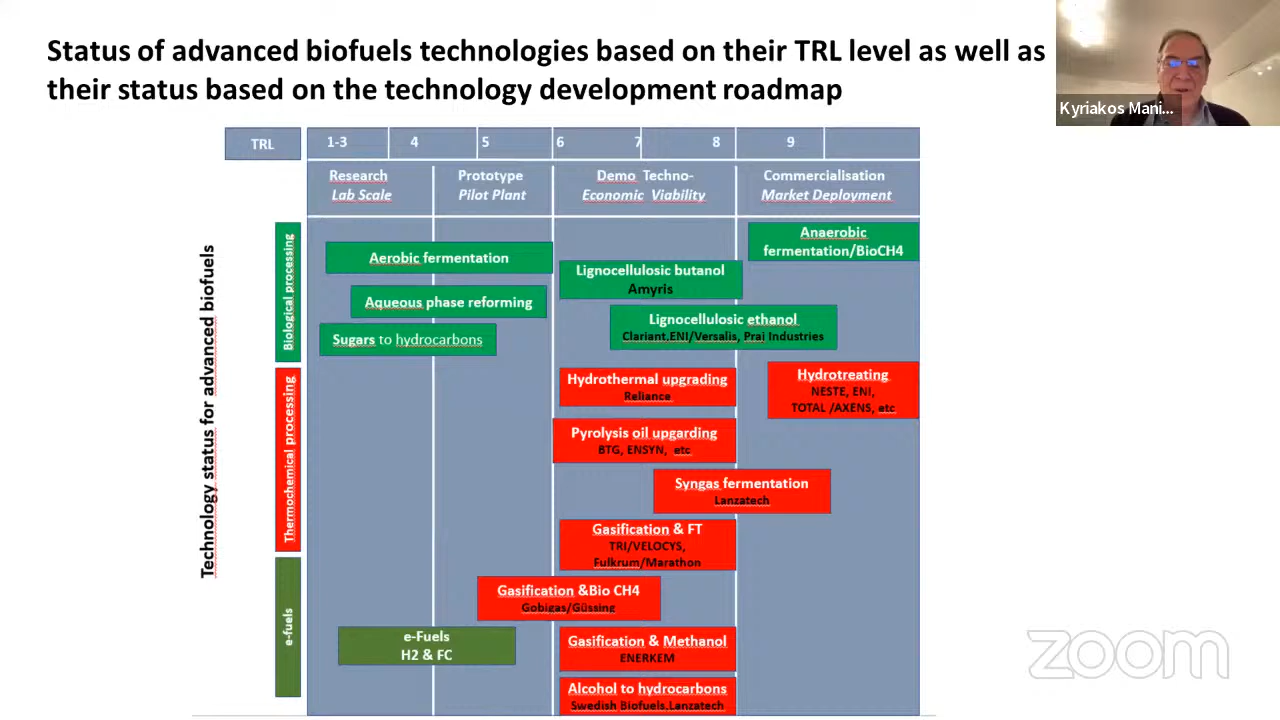 Status of advanced biofuels technologies based on their TRL level as well as
their status based on the technology development roadmap
Kyriakos Mani...
TRL
1-3 4 5 6 7 8 9
Research
Lab Scale
Prototype
Pilot Plant
Demo Techno-
Economic Viability
Commercialisation
Market Deployment
Technology status for advanced biofuels
Biological processing
Anaerobic
fermentation/BioCH4
Aerobic fermentation
Lignocellulosic butanol
Amyris
Aqueous phase reforming
Lignocellulosic ethanol
Clariant,ENI/Versalis, Praj Industries
Sugars to hydrocarbons
Thermochemical processing
Hydrothermal upgrading
Reliance
Hydrotreating
NESTE, ENI,
TOTAL /AXENS, etc
Pyrolysis oil upgarding
BTG, ENSYN, etc
Syngas fermentation
Lanzatech
Gasification & FT
TRI/VELOCYS,
Fulkrum/Marathon
e-fuels
Gasification &Bio CH4
Gobigas/Güssing
e-Fuels
H2 & FC
Gasification & Methanol
ENERKEM
Alcohol to hydrocarbons
Swedish Biofuels,Lanzatech
zoom